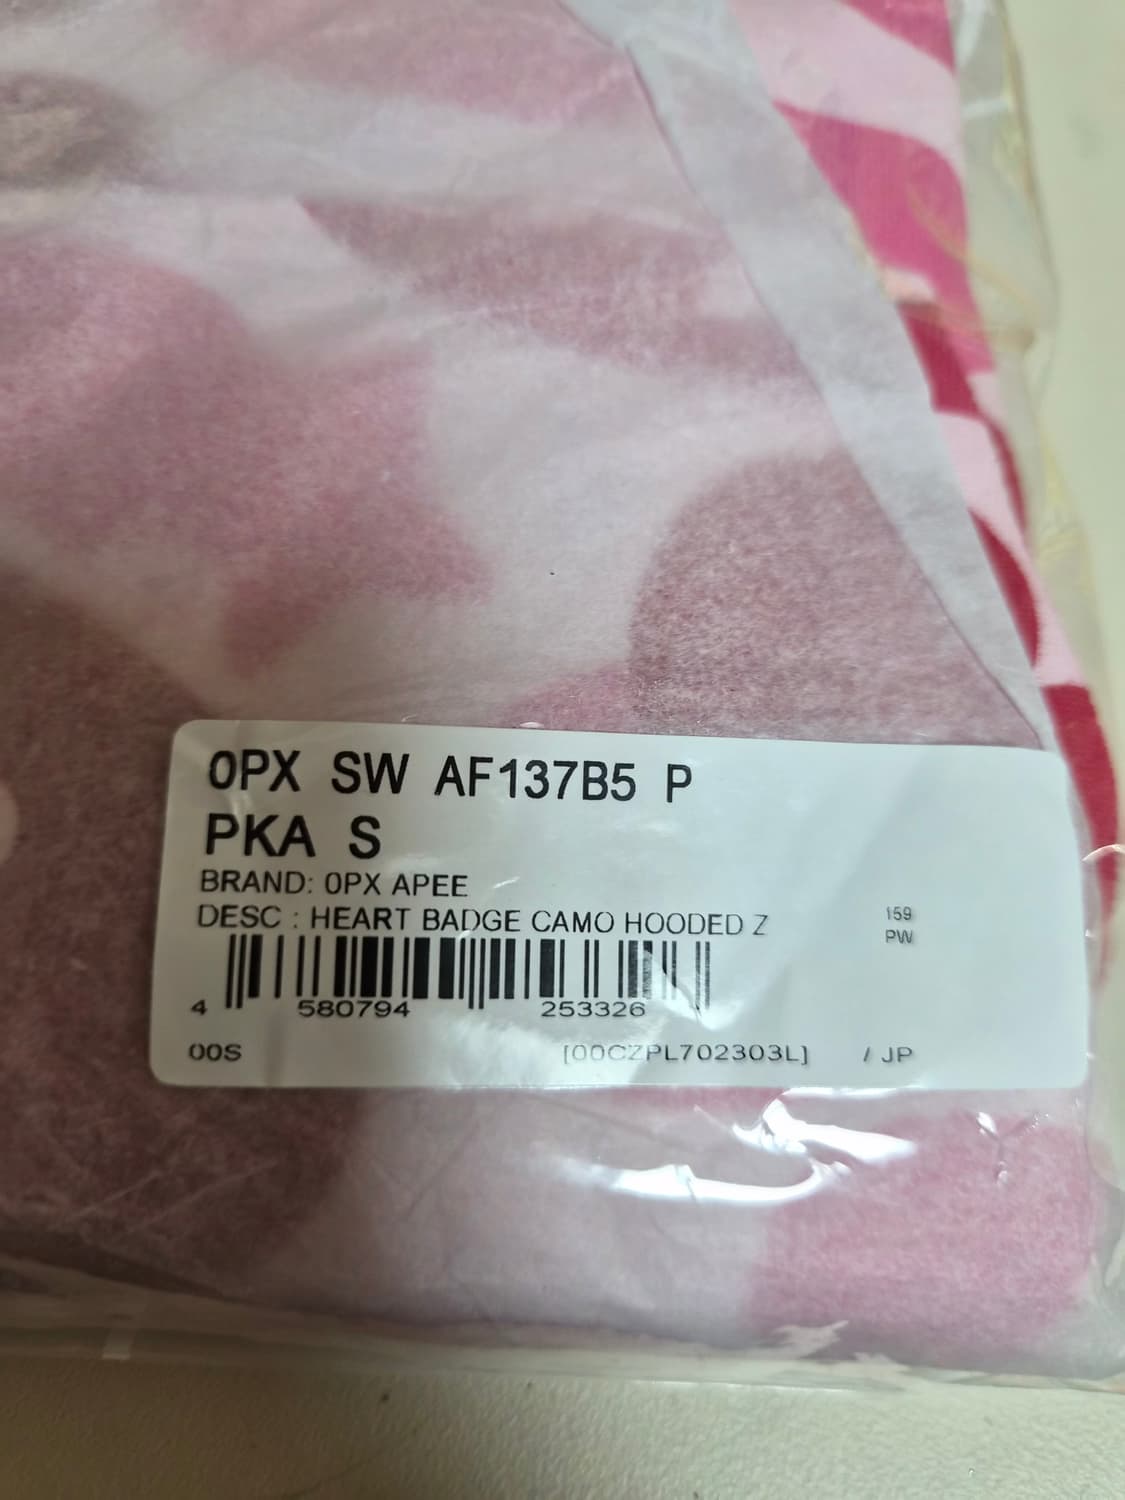 0PX SW AF137B5 P
PKA S
BRAND: 0PX APEE
DESC : HEART BADGE CAMO HOODED Z
159
PW
4 580794 253326
00S [00CZPL702303L] / JP